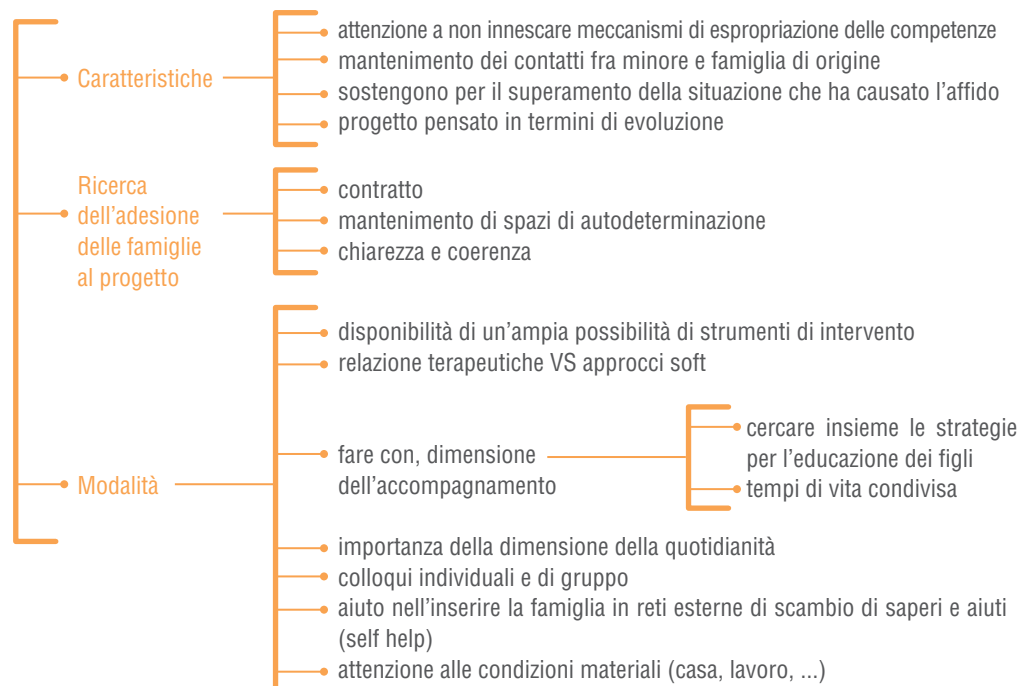 Caratteristiche
attenzione a non innescare meccanismi di espropriazione delle competenze
mantenimento dei contatti fra minore e famiglia di origine
sostengono per il superamento della situazione che ha causato l’affido
progetto pensato in termini di evoluzione
Ricerca
dell’adesione
delle famiglie
al progetto
contratto
mantenimento di spazi di autodeterminazione
chiarezza e coerenza
Modalità
disponibilità di un’ampia possibilità di strumenti di intervento
relazione terapeutiche VS approcci soft
fare con, dimensione
dell’accompagnamento
cercare insieme le strategie
per l’educazione dei figli
tempi di vita condivisa
importanza della dimensione della quotidianità
colloqui individuali e di gruppo
aiuto nell’inserire la famiglia in reti esterne di scambio di saperi e aiuti
(self help)
attenzione alle condizioni materiali (casa, lavoro, ...)